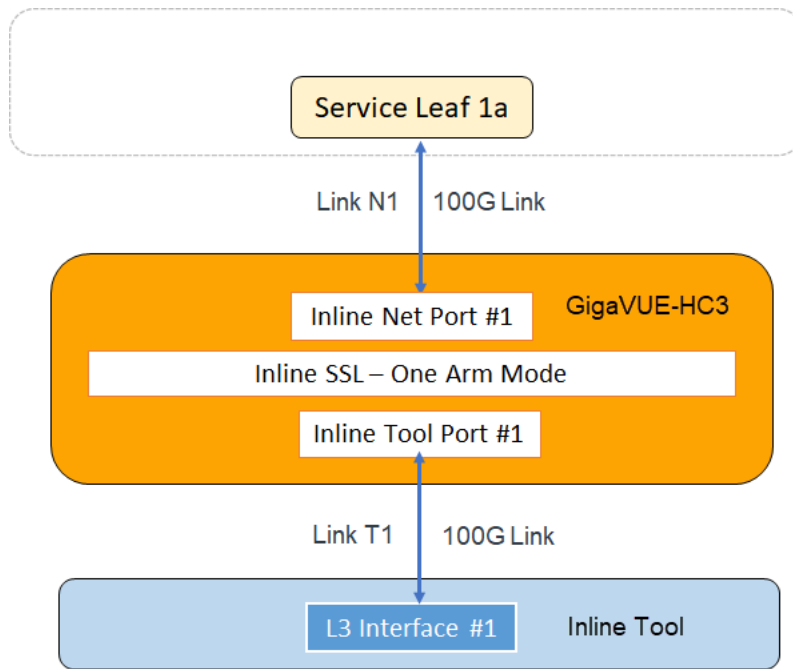 Service Leaf 1a
Link N1 100G Link
Inline Net Port #1
GigaVUE-HC3
Inline SSL – One Arm Mode
Inline Tool Port #1
Link T1 100G Link
L3 Interface #1
Inline Tool